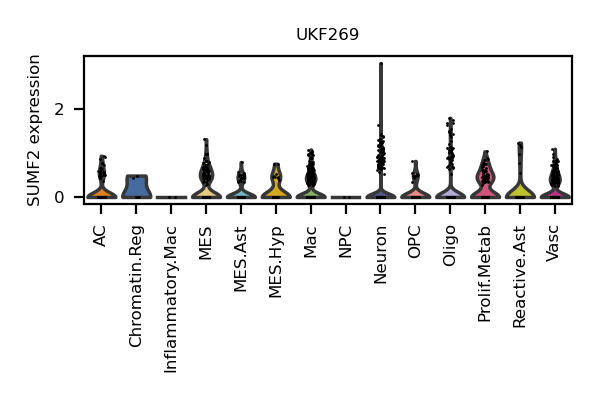 UKF269
SUMF2 expression
2
0
AC
Chromatin.Reg
Inflammatory.Mac
MES
MES.Ast
MES.Hyp
Mac
NPC
Neuron
OPC
Oligo
Prolif.Metab
Reactive.Ast
Vasc